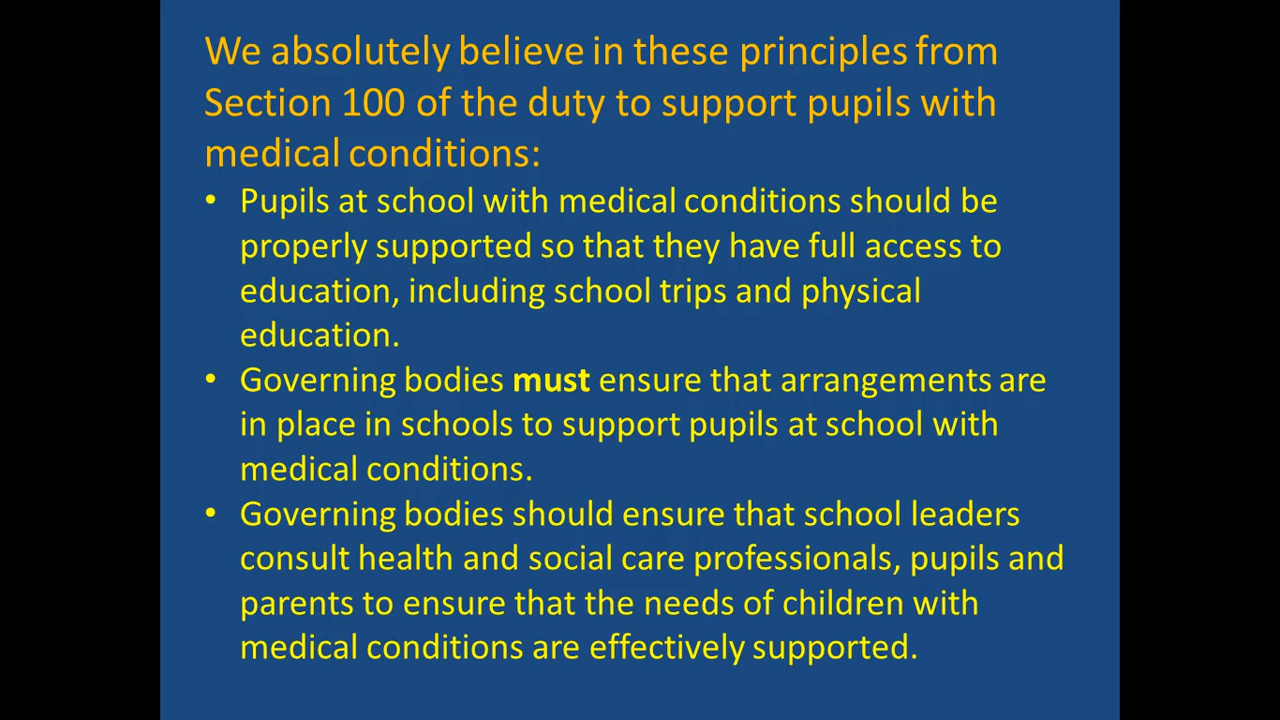 We absolutely believe in these principles from
Section 100 of the duty to support pupils with
medical conditions:
• Pupils at school with medical conditions should be
properly supported so that they have full access to
education, including school trips and physical
education.
• Governing bodies must ensure that arrangements are
in place in schools to support pupils at school with
medical conditions.
• Governing bodies should ensure that school leaders
consult health and social care professionals, pupils and
parents to ensure that the needs of children with
medical conditions are effectively supported.